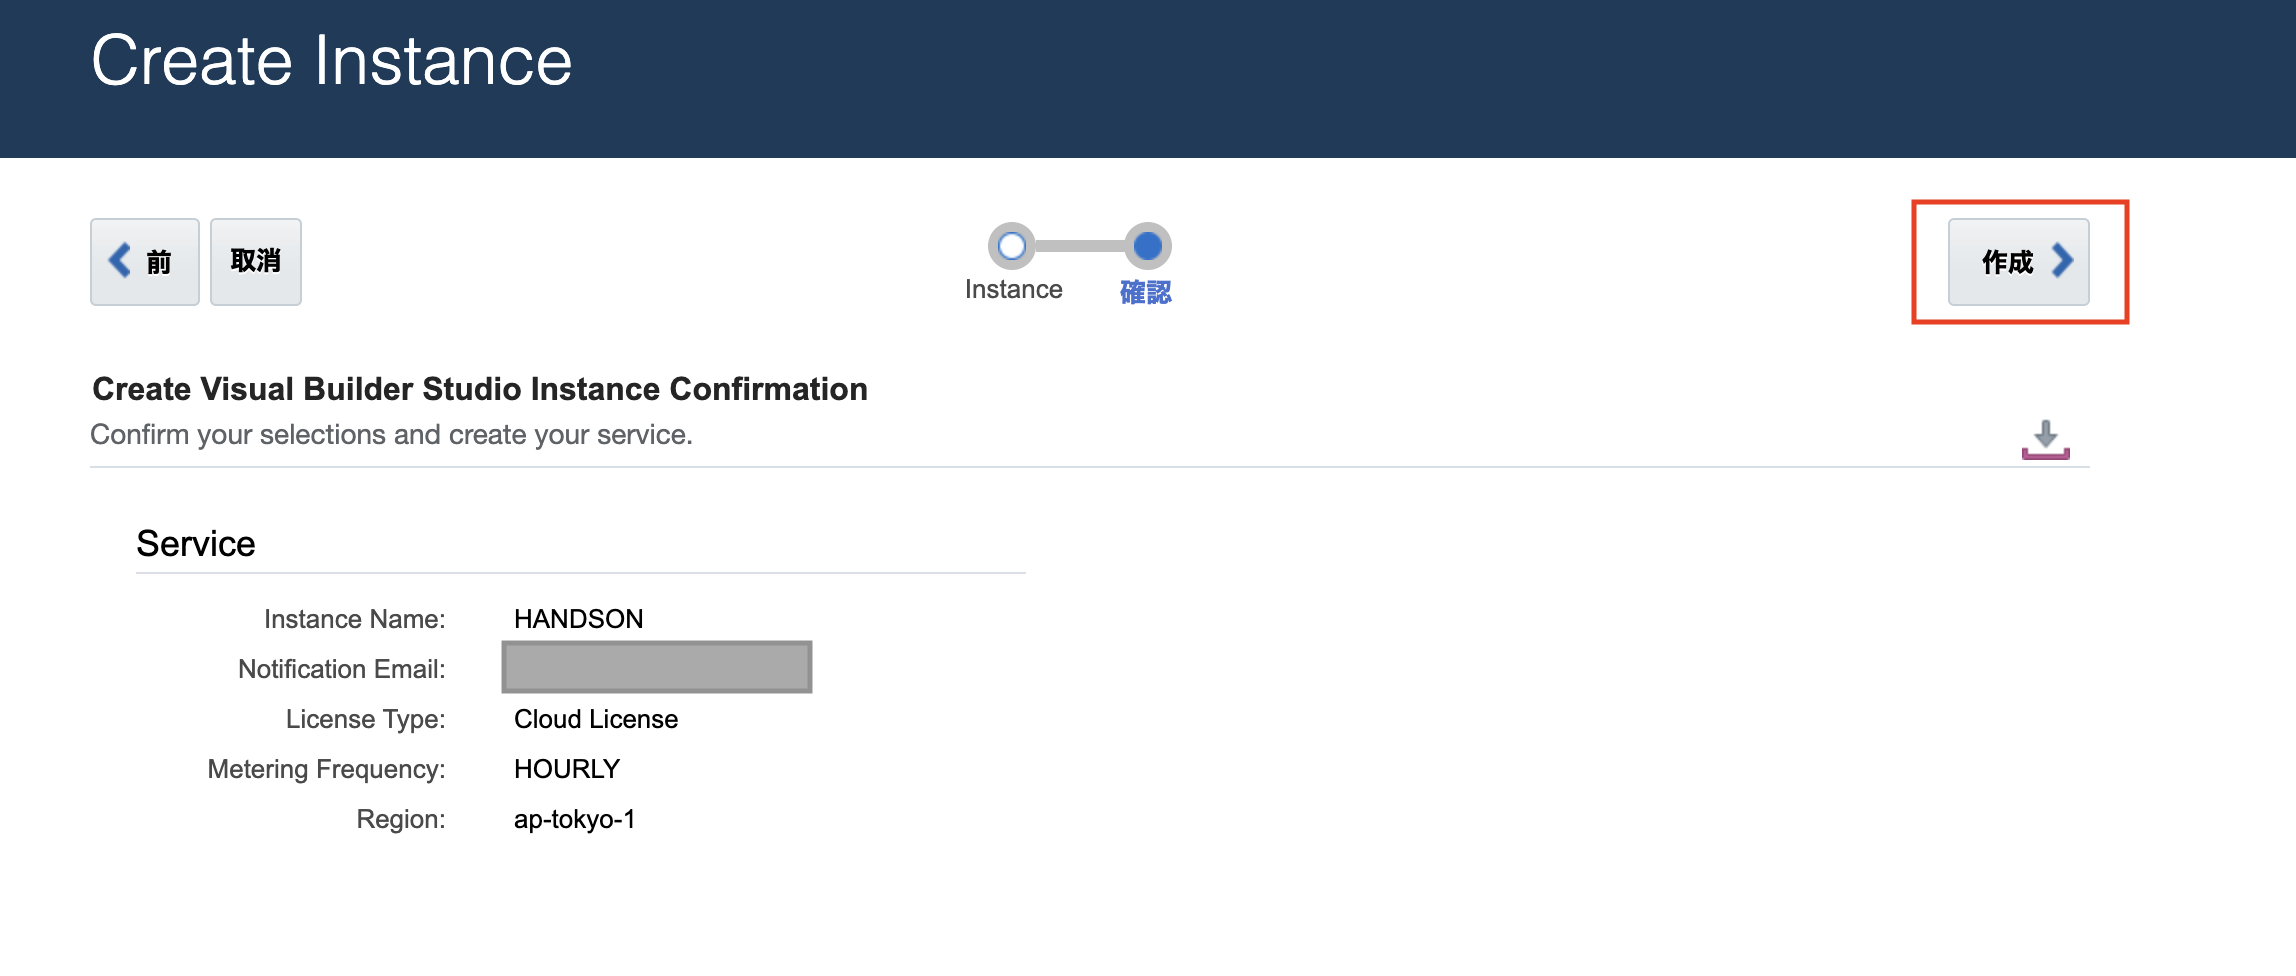 Create Instance
前
取消
Instance
確認
作成
Create Visual Builder Studio Instance Confirmation
Confirm your selections and create your service.
Service
Instance Name: HANDSON
Notification Email:
License Type: Cloud License
Metering Frequency: HOURLY
Region: ap-tokyo-1